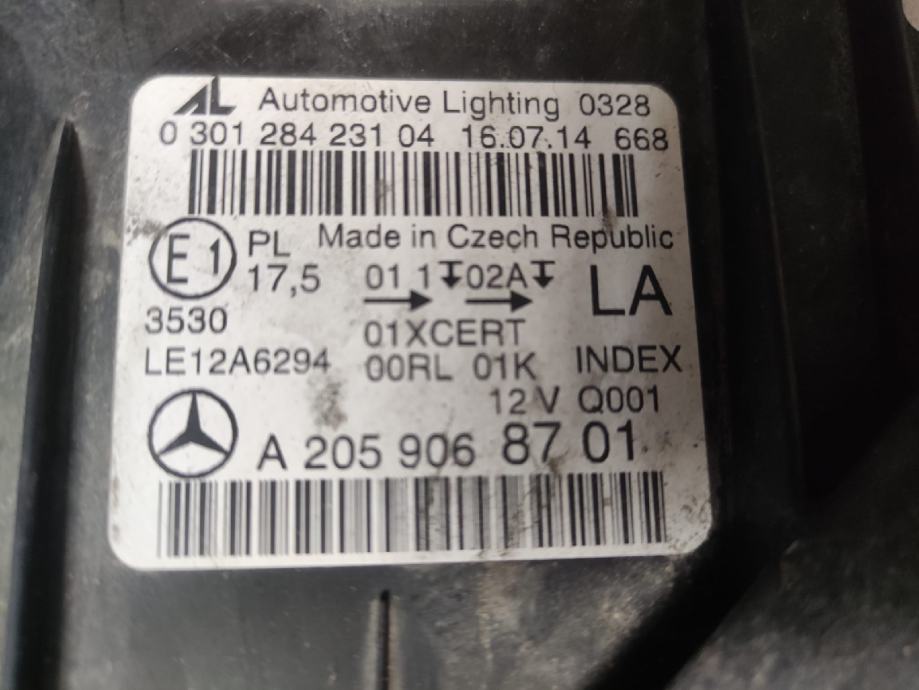 AL Automotive Lighting 0328
0 301 284 231 04 16.07.14 668
E1 PL Made in Czech Republic
17,5 01 1 02A LA
3530 01XCERT
LE12A6294 00RL 01K INDEX
12 V Q001
A 205 906 87 01